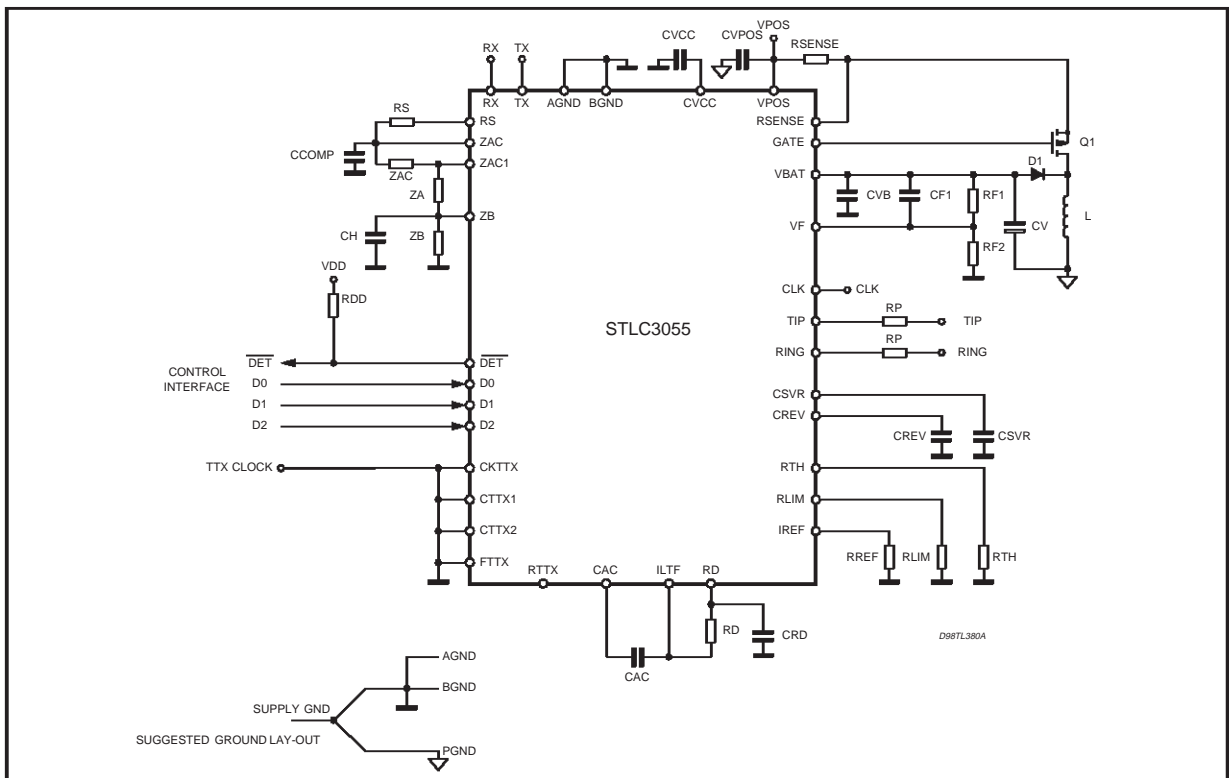 VPOS
RX TX CVCC CVPOS RSENSE
RX TX AGND BGND CVCC VPOS
RS RS RSENSE
ZAC GATE Q1
CCOMP
ZAC ZAC1 D1
ZA VBAT
CVB CF1 RF1
ZB L
CH ZB VF CV
RF2
VDD
RDD CLK CLK
STLC3055
TIP RP TIP
RING RP RING
DET DET
CONTROL
INTERFACE
D0 D0
D1 D1 CSVR
D2 D2 CREV
CREV CSVR
TTX CLOCK CKTTX RTH
CTTX1 RLIM
CTTX2 IREF
FTTX RREF RLIM RTH
RTTX CAC ILTF RD
RD CRD
D98TL380A
CAC
AGND
BGND
SUPPLY GND
SUGGESTED GROUND LAY-OUT
PGND